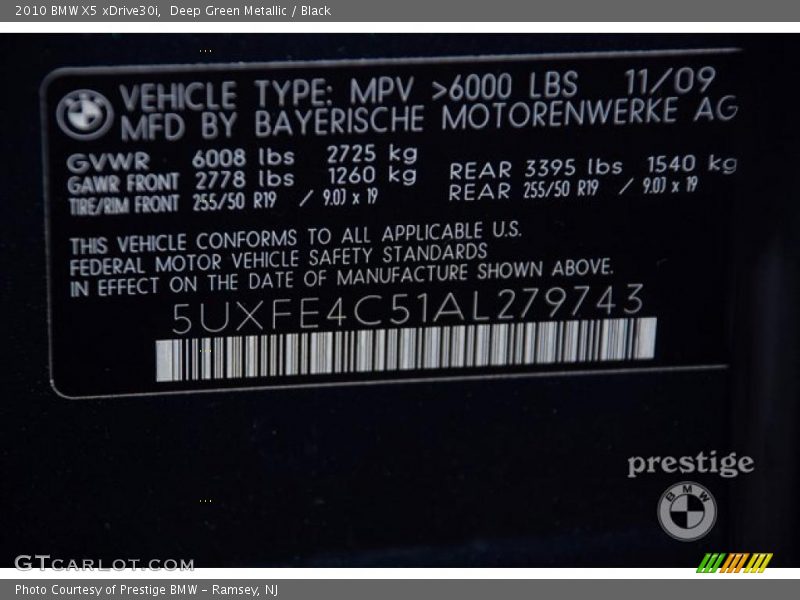 2010 BMW X5 xDrive30i,  Deep Green Metallic / Black
VEHICLE TYPE: MPV >6000 LBS 11/09
MFD BY BAYERISCHE MOTORENWERKE AG
GVWR 6008 lbs 2725 kg
GAWR FRONT 2778 lbs 1260 kg REAR 3395 lbs 1540 kg
TIRE/RIM FRONT 255/50 R19 / 9.0J x 19 REAR 255/50 R19 / 9.0J x 19
THIS VEHICLE CONFORMS TO ALL APPLICABLE U.S.
FEDERAL MOTOR VEHICLE SAFETY STANDARDS
IN EFFECT ON THE DATE OF MANUFACTURE SHOWN ABOVE.
5UXFE4C51AL279743
prestige
BMW
GTcarlot.com
Photo Courtesy of Prestige BMW - Ramsey, NJ